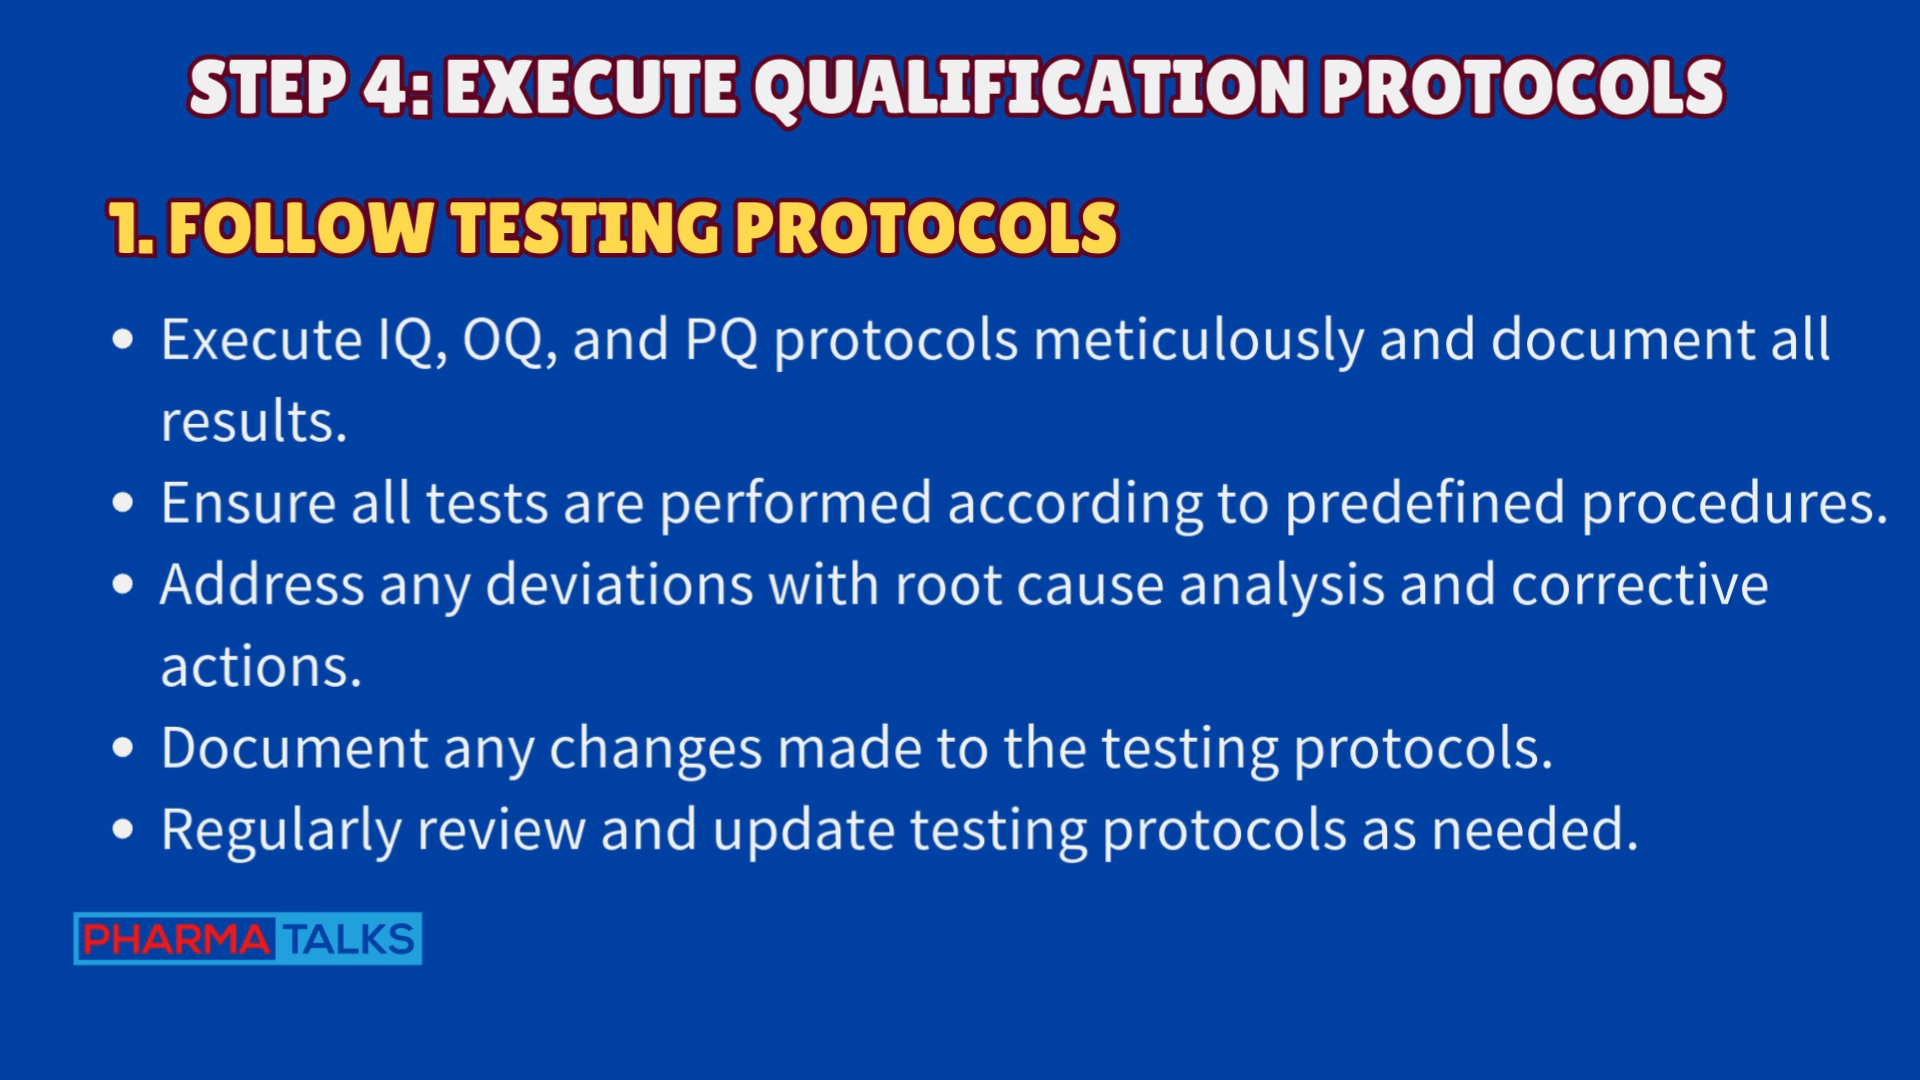 STEP 4: EXECUTE QUALIFICATION PROTOCOLS
1. FOLLOW TESTING PROTOCOLS
• Execute IQ, OQ, and PQ protocols meticulously and document all
results.
• Ensure all tests are performed according to predefined procedures.
• Address any deviations with root cause analysis and corrective
actions.
• Document any changes made to the testing protocols.
• Regularly review and update testing protocols as needed.
PHARMA TALKS